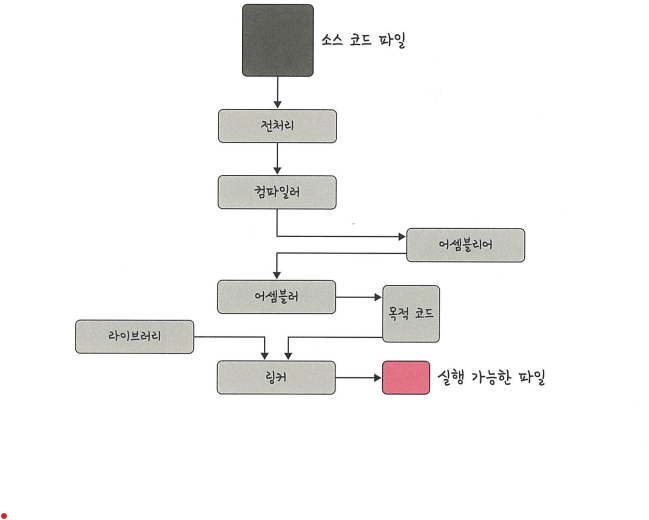 소스 코드 파일
전처리
컴파일러
어셈블리어
어셈블러
목적 코드
라이브러리
링커
실행 가능한 파일